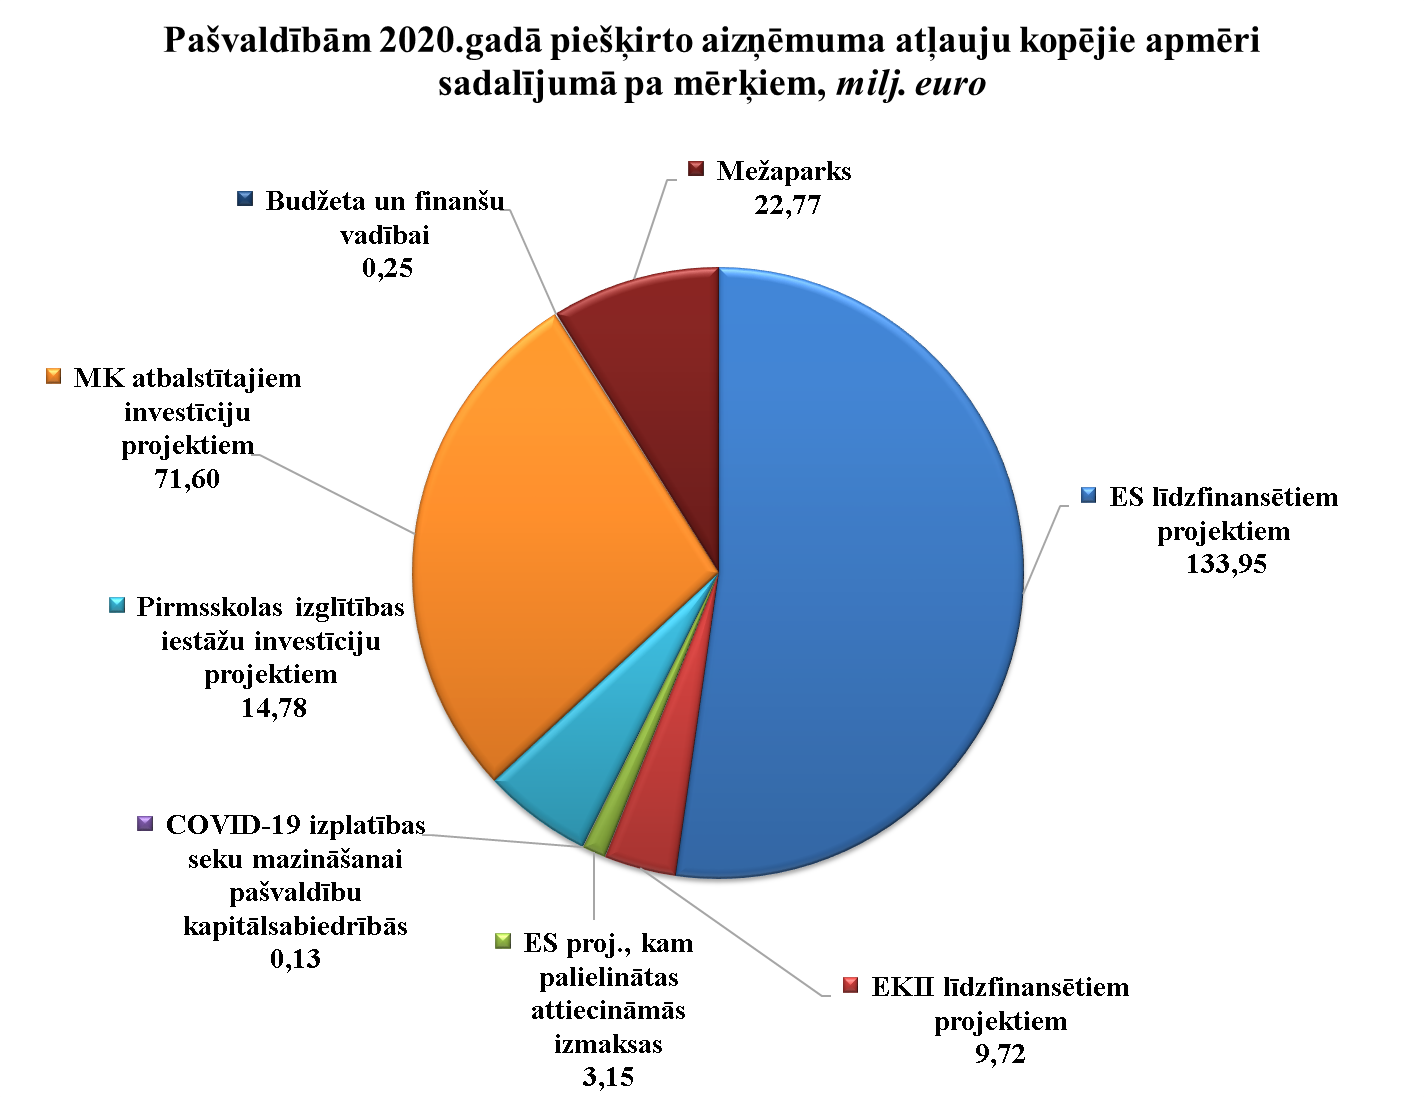 Pašvaldībām 2020.gadā piešķirto aizņēmuma atļauju kopējie apmēri
sadalījumā pa mērķiem, milj. euro
Mežaparks
22,77
Budžeta un finanšu
vadībai
0,25
MK atbalstītajiem
investīciju
projektiem
71,60
ES līdzfinansētiem
projektiem
133,95
Pirmsskolas izglītības
iestāžu investīciju
projektiem
14,78
COVID-19 izplatības
seku mazināšanai
pašvaldību
kapitālsabiedrībās
0,13
ES proj., kam
palielinātas
attiecināmās
izmaksas
3,15
EKII līdzfinansētiem
projektiem
9,72